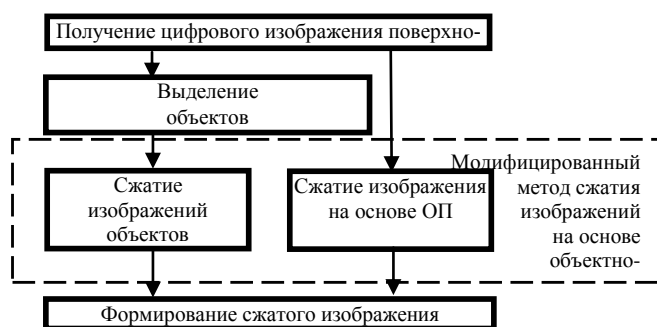 Получение цифрового изображения поверхно-
Выделение
объектов
Сжатие
изображений
объектов
Сжатие изображения
на основе ОП
Модифицированный
метод сжатия
изображений
на основе
объектно-
Формирование сжатого изображения